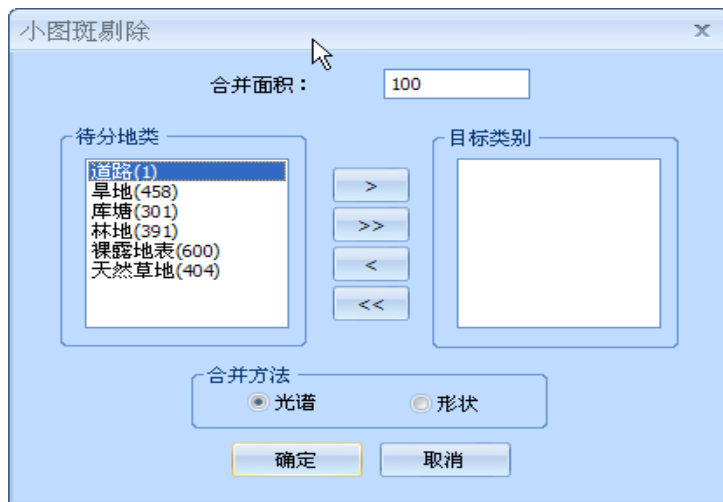 小图斑剔除
合并面积： 100
待分地类
目标类别
道路(1)
旱地(458)
库塘(301)
林地(391)
裸露地表(600)
天然草地(404)
>
>>
<
<<
合并方法
光谱 形状
确定 取消